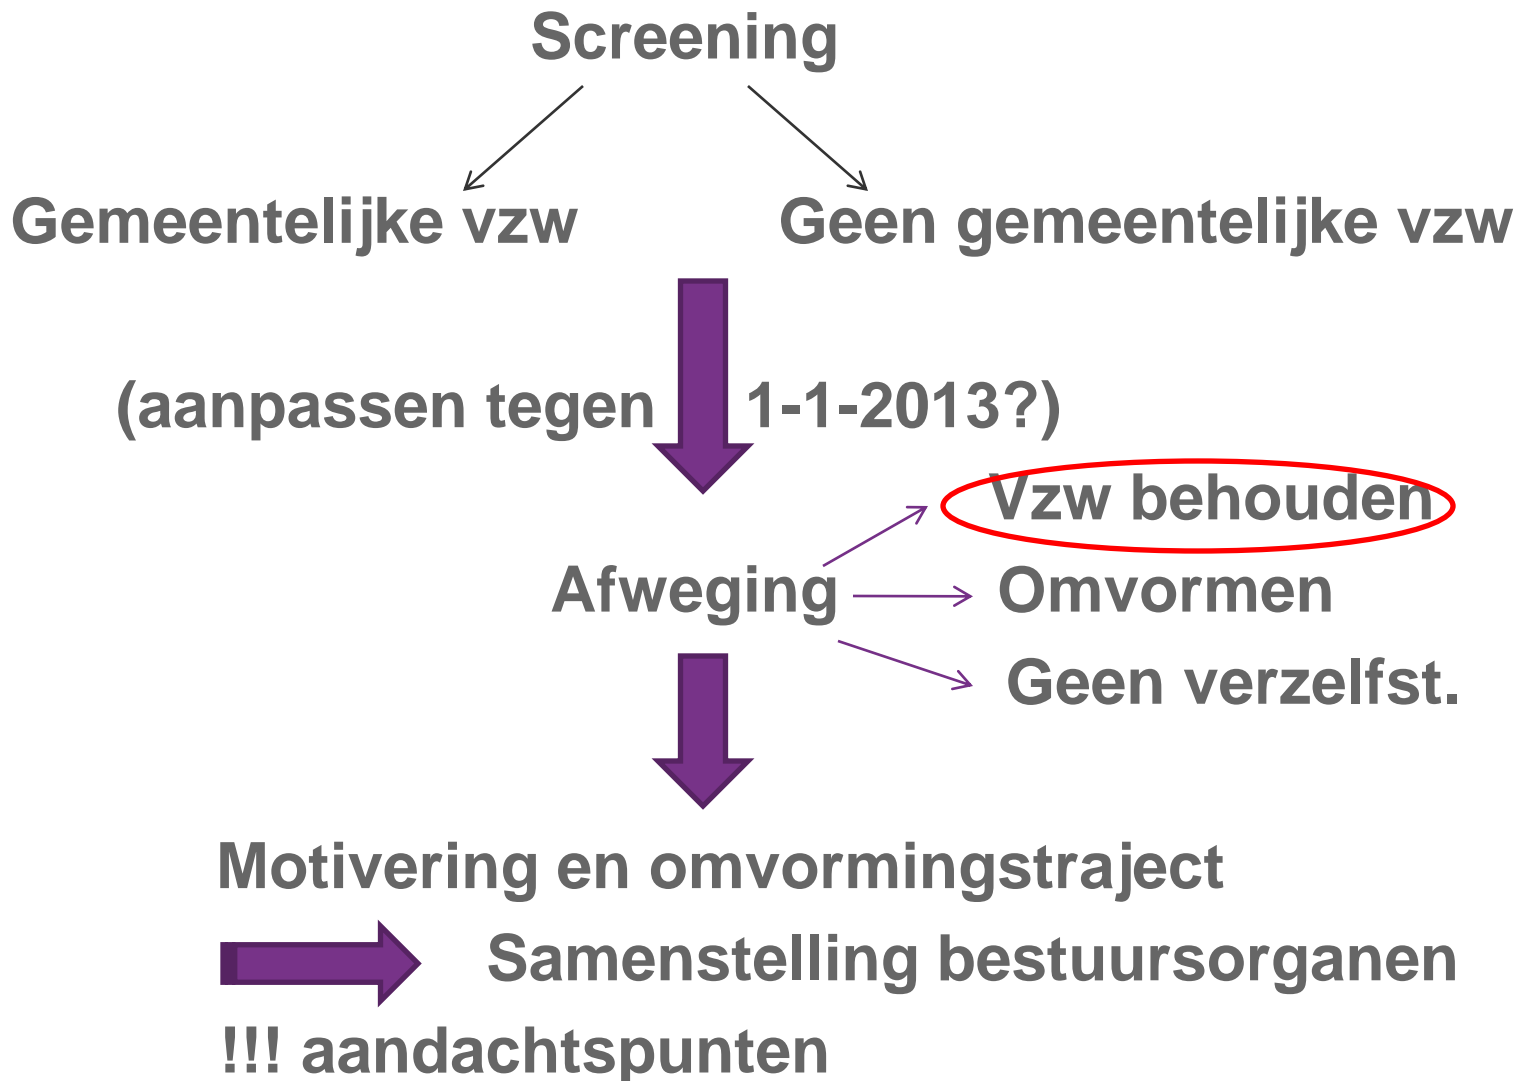 Screening
Gemeentelijke vzw Geen gemeentelijke vzw
(aanpassen tegen 1-1-2013?)
Vzw behouden
Afweging Omvormen
Geen verzelfst.
Motivering en omvormingstraject
Samenstelling bestuursorganen
!!! aandachtspunten